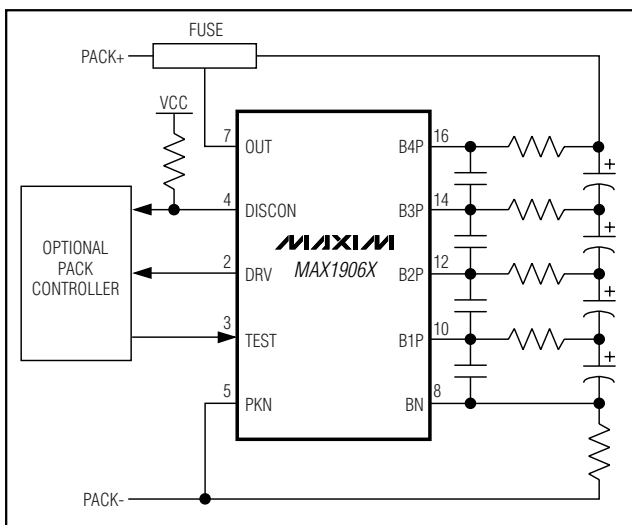 FUSE
PACK+
VCC
7
OUT
B4P
16
4
DISCON
B3P
14
MAXIM
MAX1906X
OPTIONAL
PACK
CONTROLLER
2
DRV
B2P
12
3
TEST
B1P
10
5
PKN
BN
8
PACK-
+
+
+
+